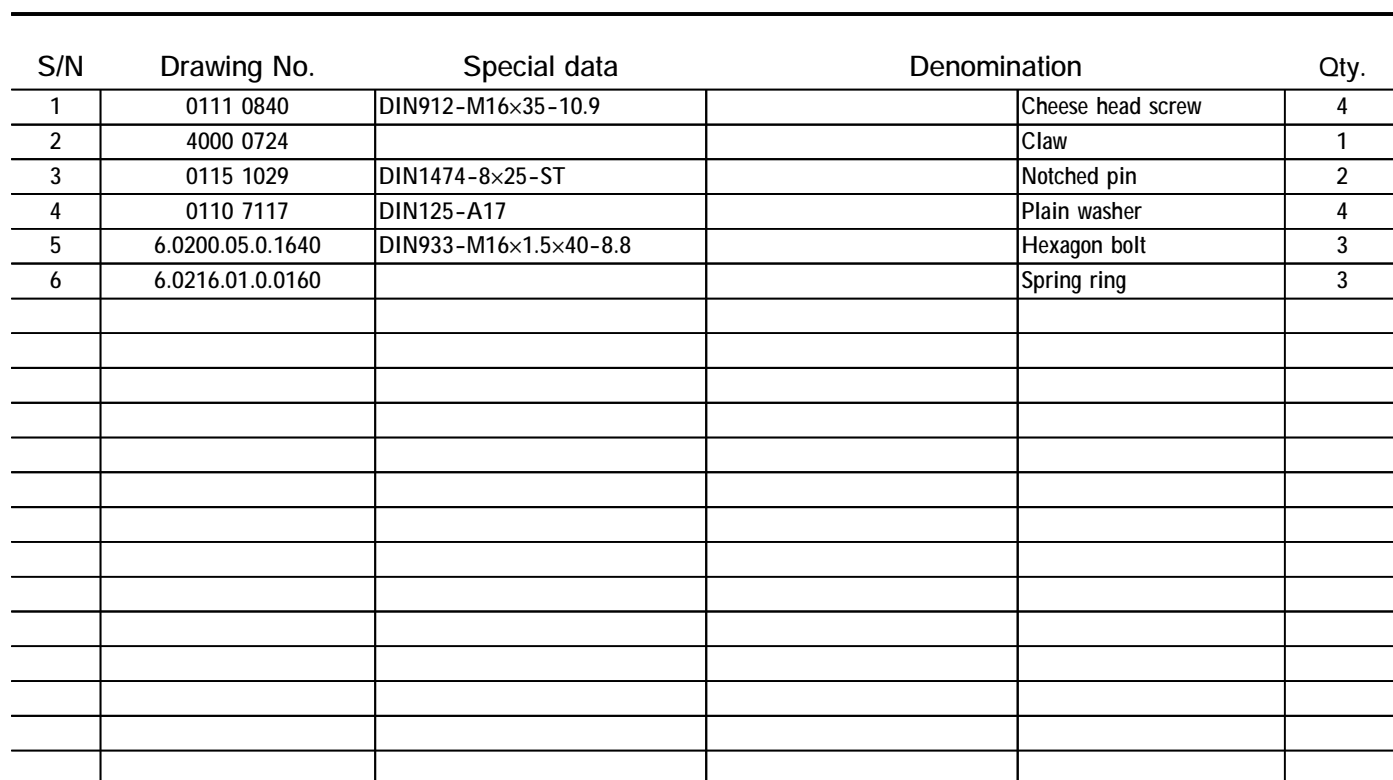 S/N Drawing No. Special data Denomination Qty.
1 0111 0840 DIN912-M16×35-10.9 Cheese head screw 4
2 4000 0724 Claw 1
3 0115 1029 DIN1474-8×25-ST Notched pin 2
4 0110 7117 DIN125-A17 Plain washer 4
5 6.0200.05.0.1640 DIN933-M16×1.5×40-8.8 Hexagon bolt 3
6 6.0216.01.0.0160 Spring ring 3